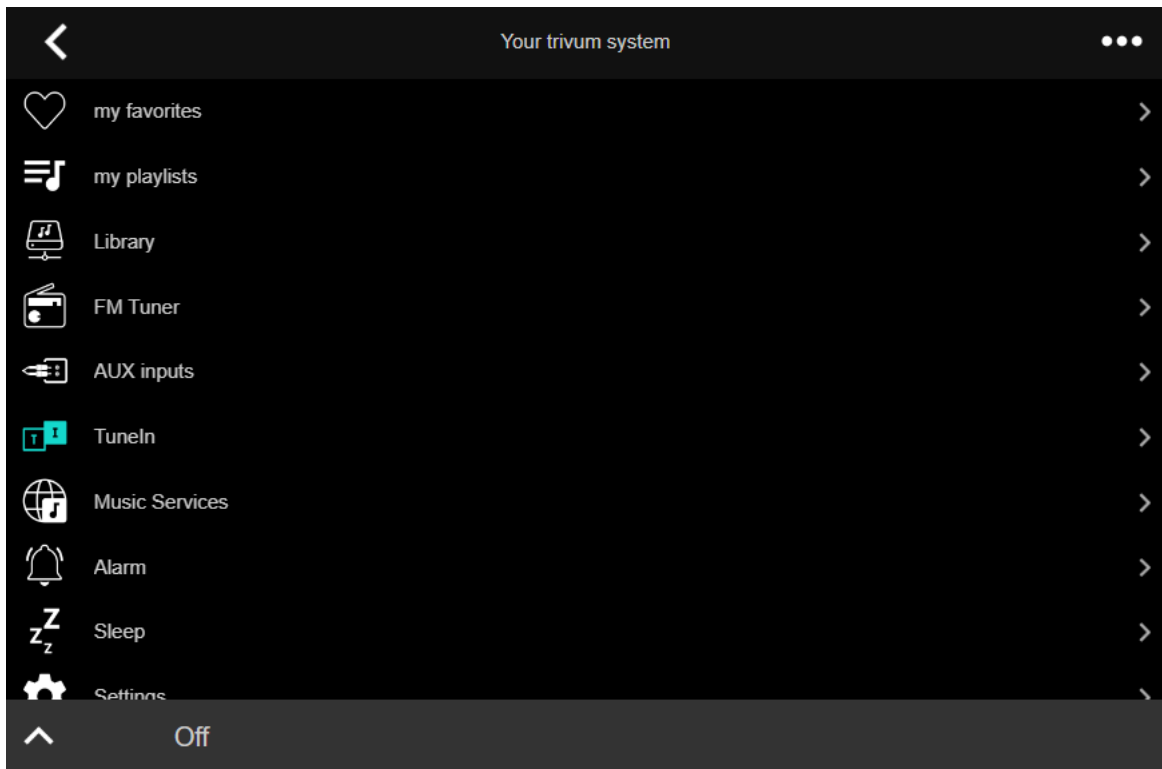 Your trivum system
my favorites
my playlists
Library
FM Tuner
AUX inputs
T I
TuneIn
Music Services
Alarm
Z Z Z
Sleep
Settings
Off